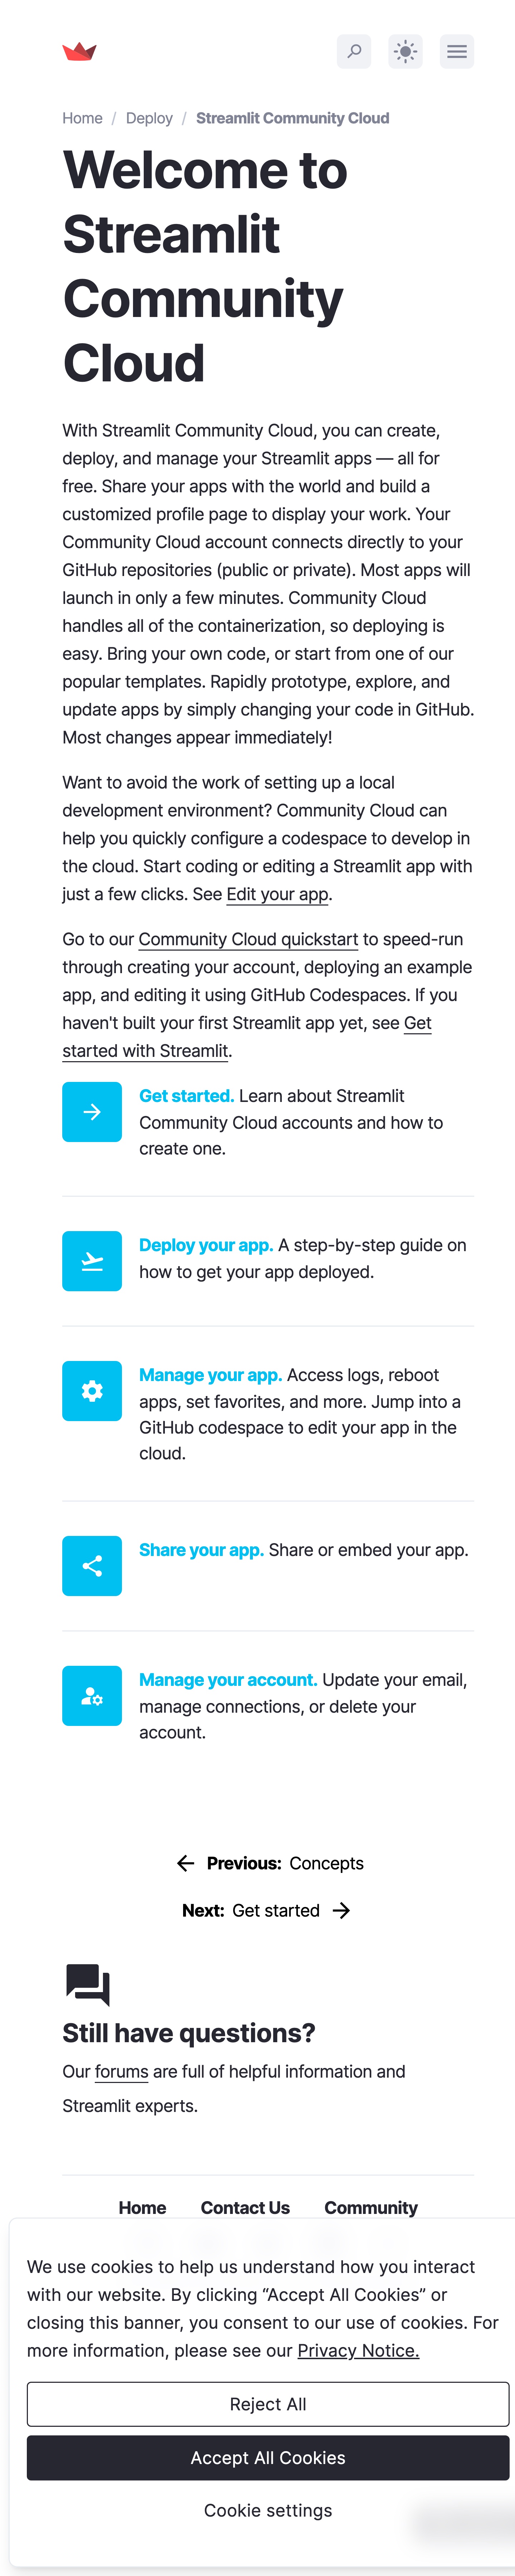 Home / Deploy / Streamlit Community Cloud
Welcome to
Streamlit
Community
Cloud
With Streamlit Community Cloud, you can create,
deploy, and manage your Streamlit apps — all for
free. Share your apps with the world and build a
customized profile page to display your work. Your
Community Cloud account connects directly to your
GitHub repositories (public or private). Most apps will
launch in only a few minutes. Community Cloud
handles all of the containerization, so deploying is
easy. Bring your own code, or start from one of our
popular templates. Rapidly prototype, explore, and
update apps by simply changing your code in GitHub.
Most changes appear immediately!
Want to avoid the work of setting up a local
development environment? Community Cloud can
help you quickly configure a codespace to develop in
the cloud. Start coding or editing a Streamlit app with
just a few clicks. See Edit your app.
Go to our Community Cloud quickstart to speed-run
through creating your account, deploying an example
app, and editing it using GitHub Codespaces. If you
haven't built your first Streamlit app yet, see Get
started with Streamlit.
Get started. Learn about Streamlit
Community Cloud accounts and how to
create one.
Deploy your app. A step-by-step guide on
how to get your app deployed.
Manage your app. Access logs, reboot
apps, set favorites, and more. Jump into a
GitHub codespace to edit your app in the
cloud.
Share your app. Share or embed your app.
Manage your account. Update your email,
manage connections, or delete your
account.
Previous: Concepts
Next: Get started
Still have questions?
Our forums are full of helpful information and
Streamlit experts.
Home Contact Us Community
We use cookies to help us understand how you interact
with our website. By clicking “Accept All Cookies” or
closing this banner, you consent to our use of cookies. For
more information, please see our Privacy Notice.
Reject All
Accept All Cookies
Cookie settings